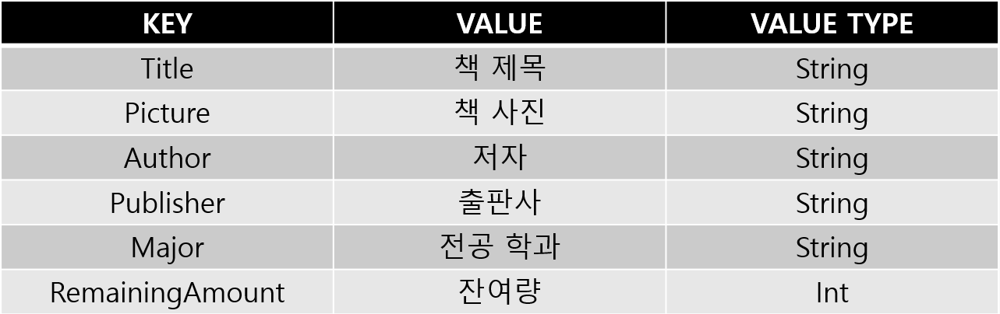 KEY VALUE VALUE TYPE
Title 책 제목 String
Picture 책 사진 String
Author 저자 String
Publisher 출판사 String
Major 전공 학과 String
RemainingAmount 잔여량 Int